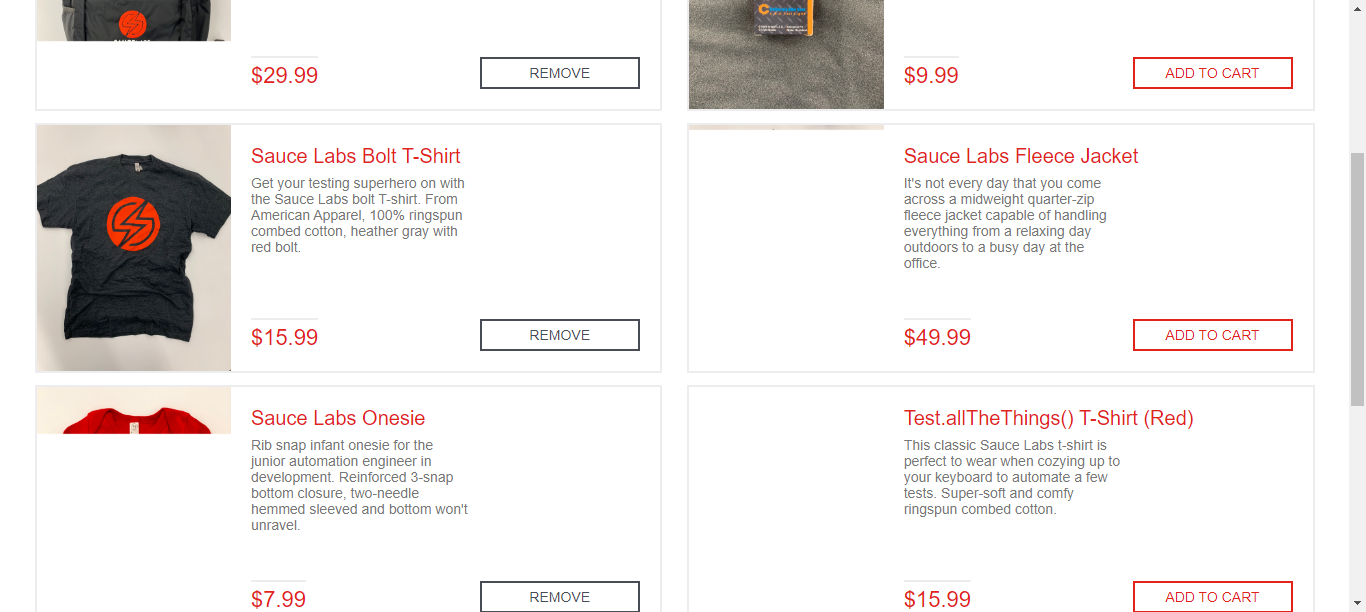 $29.99
REMOVE
$9.99
ADD TO CART
Sauce Labs Bolt T-Shirt
Get your testing superhero on with
the Sauce Labs bolt T-shirt. From
American Apparel, 100% ringspun
combed cotton, heather gray with
red bolt.
$15.99
REMOVE
Sauce Labs Fleece Jacket
It's not every day that you come
across a midweight quarter-zip
fleece jacket capable of handling
everything from a relaxing day
outdoors to a busy day at the
office.
$49.99
ADD TO CART
Sauce Labs Onesie
Rib snap infant onesie for the
junior automation engineer in
development. Reinforced 3-snap
bottom closure, two-needle
hemmed sleeved and bottom won't
unravel.
$7.99
REMOVE
Test.allTheThings() T-Shirt (Red)
This classic Sauce Labs t-shirt is
perfect to wear when cozying up to
your keyboard to automate a few
tests. Super-soft and comfy
ringspun combed cotton.
$15.99
ADD TO CART